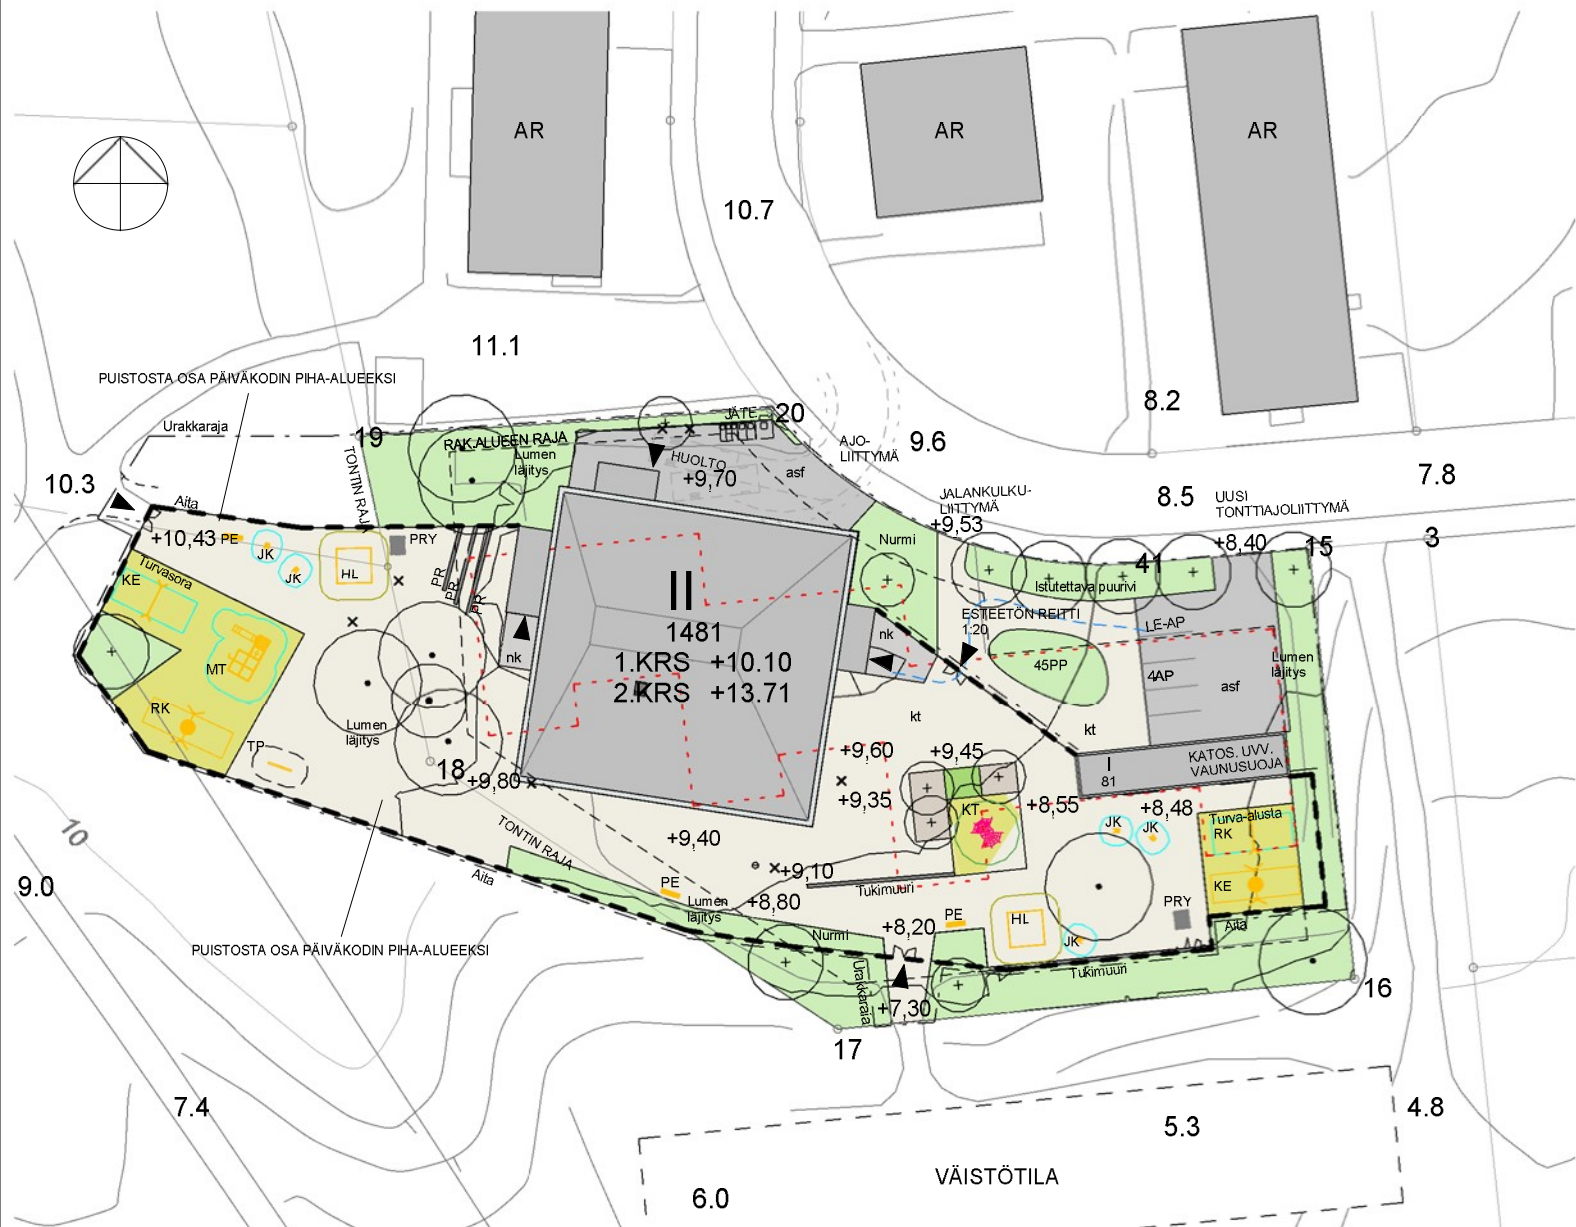 AR
AR
AR
10.7
11.1
PUISTOSTA OSA PÄIVÄKODIN PIHA-ALUEEKSI
8.2
Urakkaraja
19
RAK.ALUEEN RAJA
Lumen
läjitys
JÄTE
20
HUOLTO
+9,70
asf
AJO-
LIITTYMÄ
9.6
7.8
10.3
Aita
TONTIN RAJA
JALANKULKU-
LIITTYMÄ
+9,53
8.5
UUSI
TONTTIAJOLIITTYMÄ
+8,40
3
15
+10,43
PE
JK
JK
HL
PRY
PR
PR
PR
Nurmi
41
Istutettava puurivi
Turvasora
KE
MT
RK
TP
II
1481
1.KRS +10.10
2.KRS +13.71
nk
nk
ESTEETÖN REITTI
1:20
LE-AP
45PP
4AP
asf
Lumen
läjitys
Lumen
läjitys
kt
kt
18
+9,80
+9,60
+9,45
I
81
KATOS. UVV.
VAUNUSUOJA
+9,35
KT
+8,55
+8,48
10
TONTIN RAJA
+9,40
JK
JK
Turva-alusta
RK
+9,10
Tukimuuri
Aita
PE
Lumen
läjitys
+8,80
KE
9.0
Nurmi
+8,20
PE
HL
JK
PRY
Aita
PUISTOSTA OSA PÄIVÄKODIN PIHA-ALUEEKSI
Urakkaraja
Tukimuuri
+7,30
16
17
7.4
5.3
4.8
VÄISTÖTILA
6.0